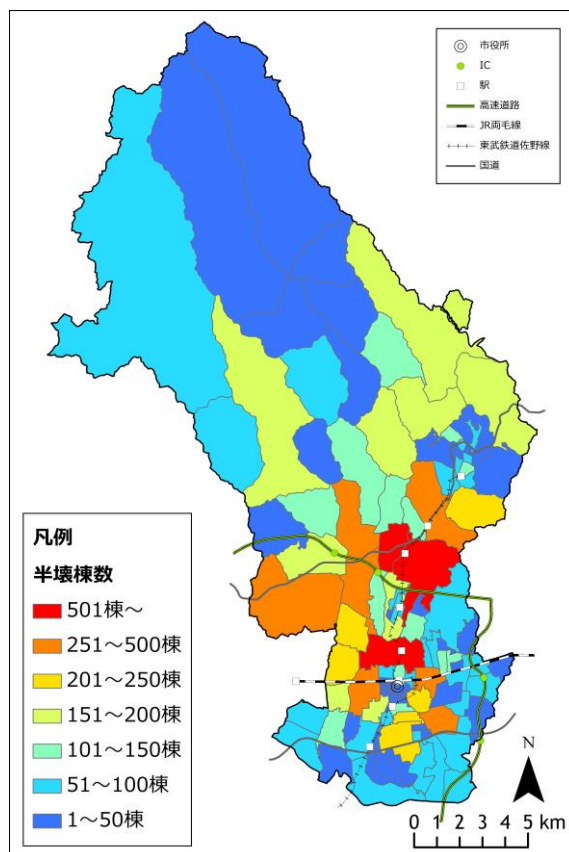 市役所
IC
駅
高速道路
JR両毛線
東武鉄道佐野線
国道
凡例
半壊棟数
501棟～
251～500棟
201～250棟
151～200棟
101～150棟
51～100棟
1～50棟
N
0 1 2 3 4 5 km